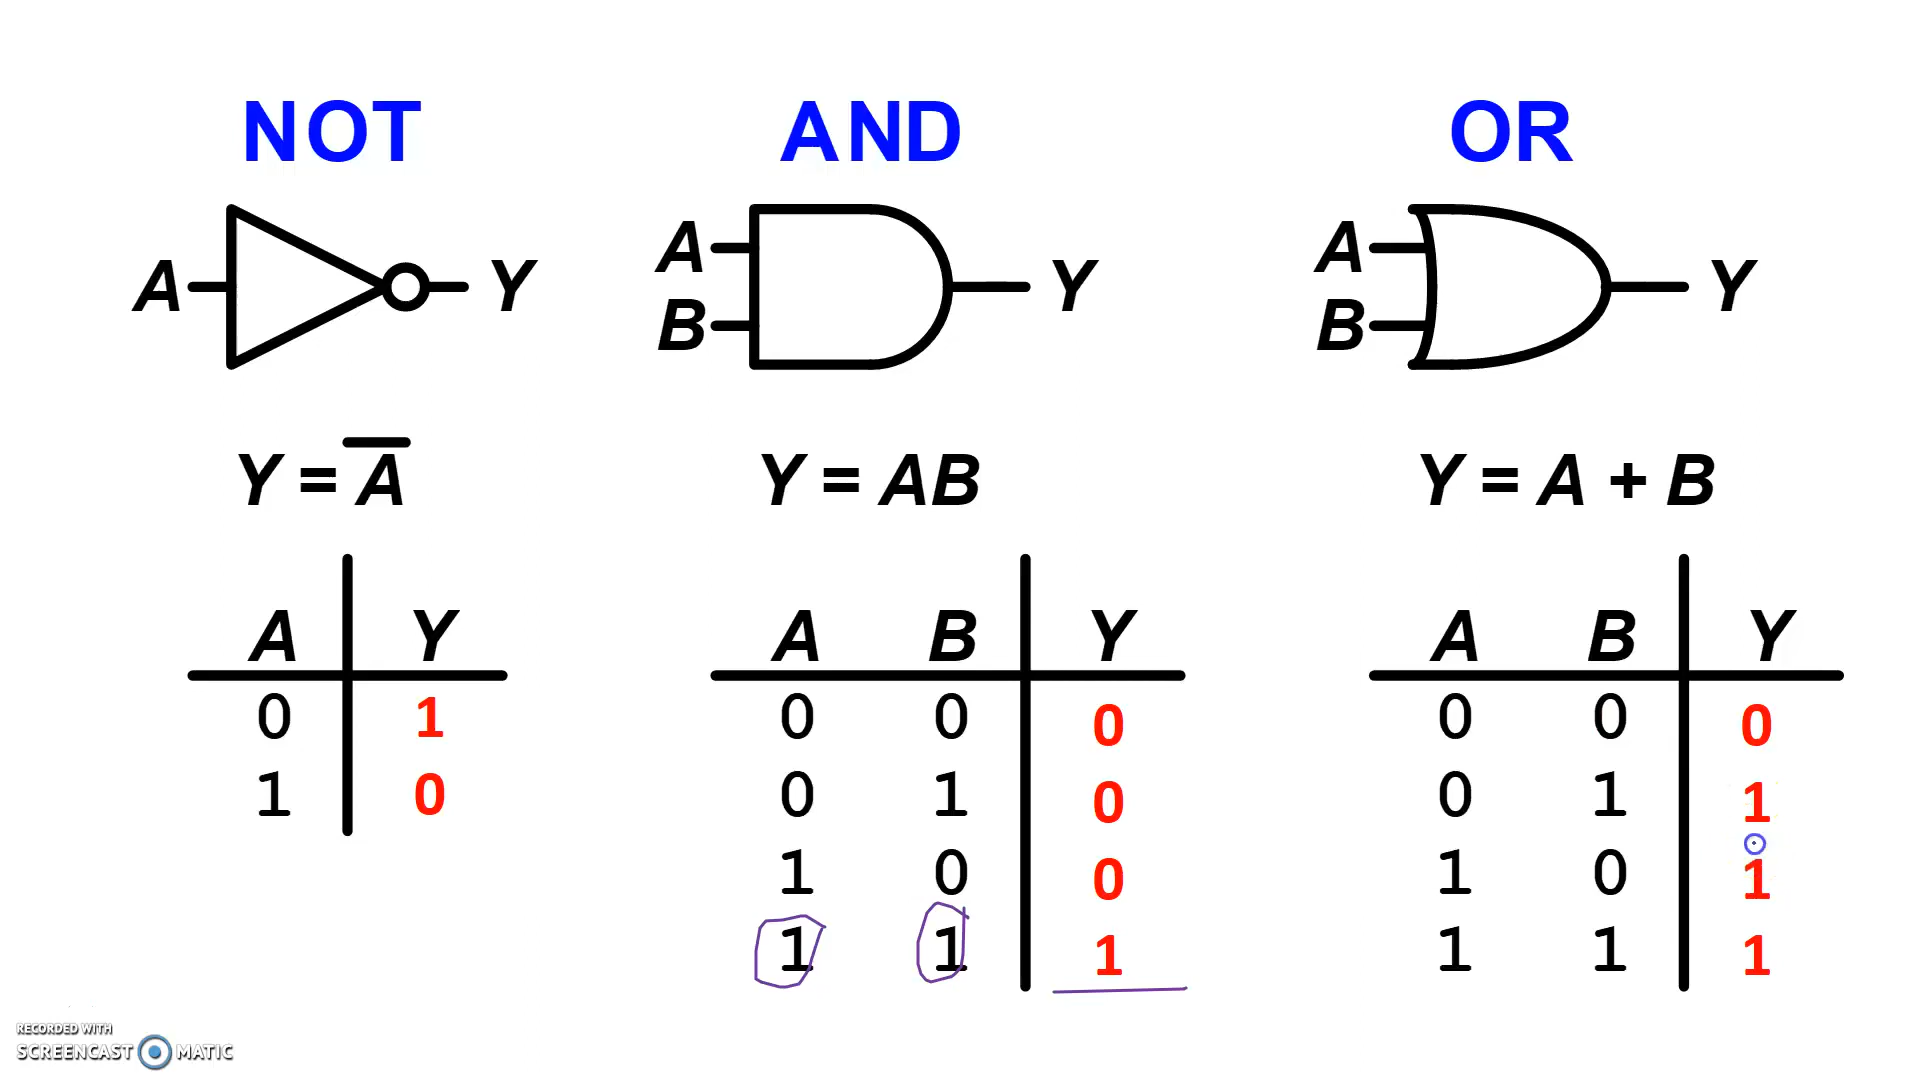 NOT AND OR
A Y A Y A Y
B B
Y = A̅ Y = AB Y = A + B
A Y A B Y A B Y
0 1 0 0 0 0 0 0
1 0 0 1 0 0 1 1
1 0 0 1 0 1
1 1 1 1 1 1
RECORDED WITH
SCREENCAST MATIC